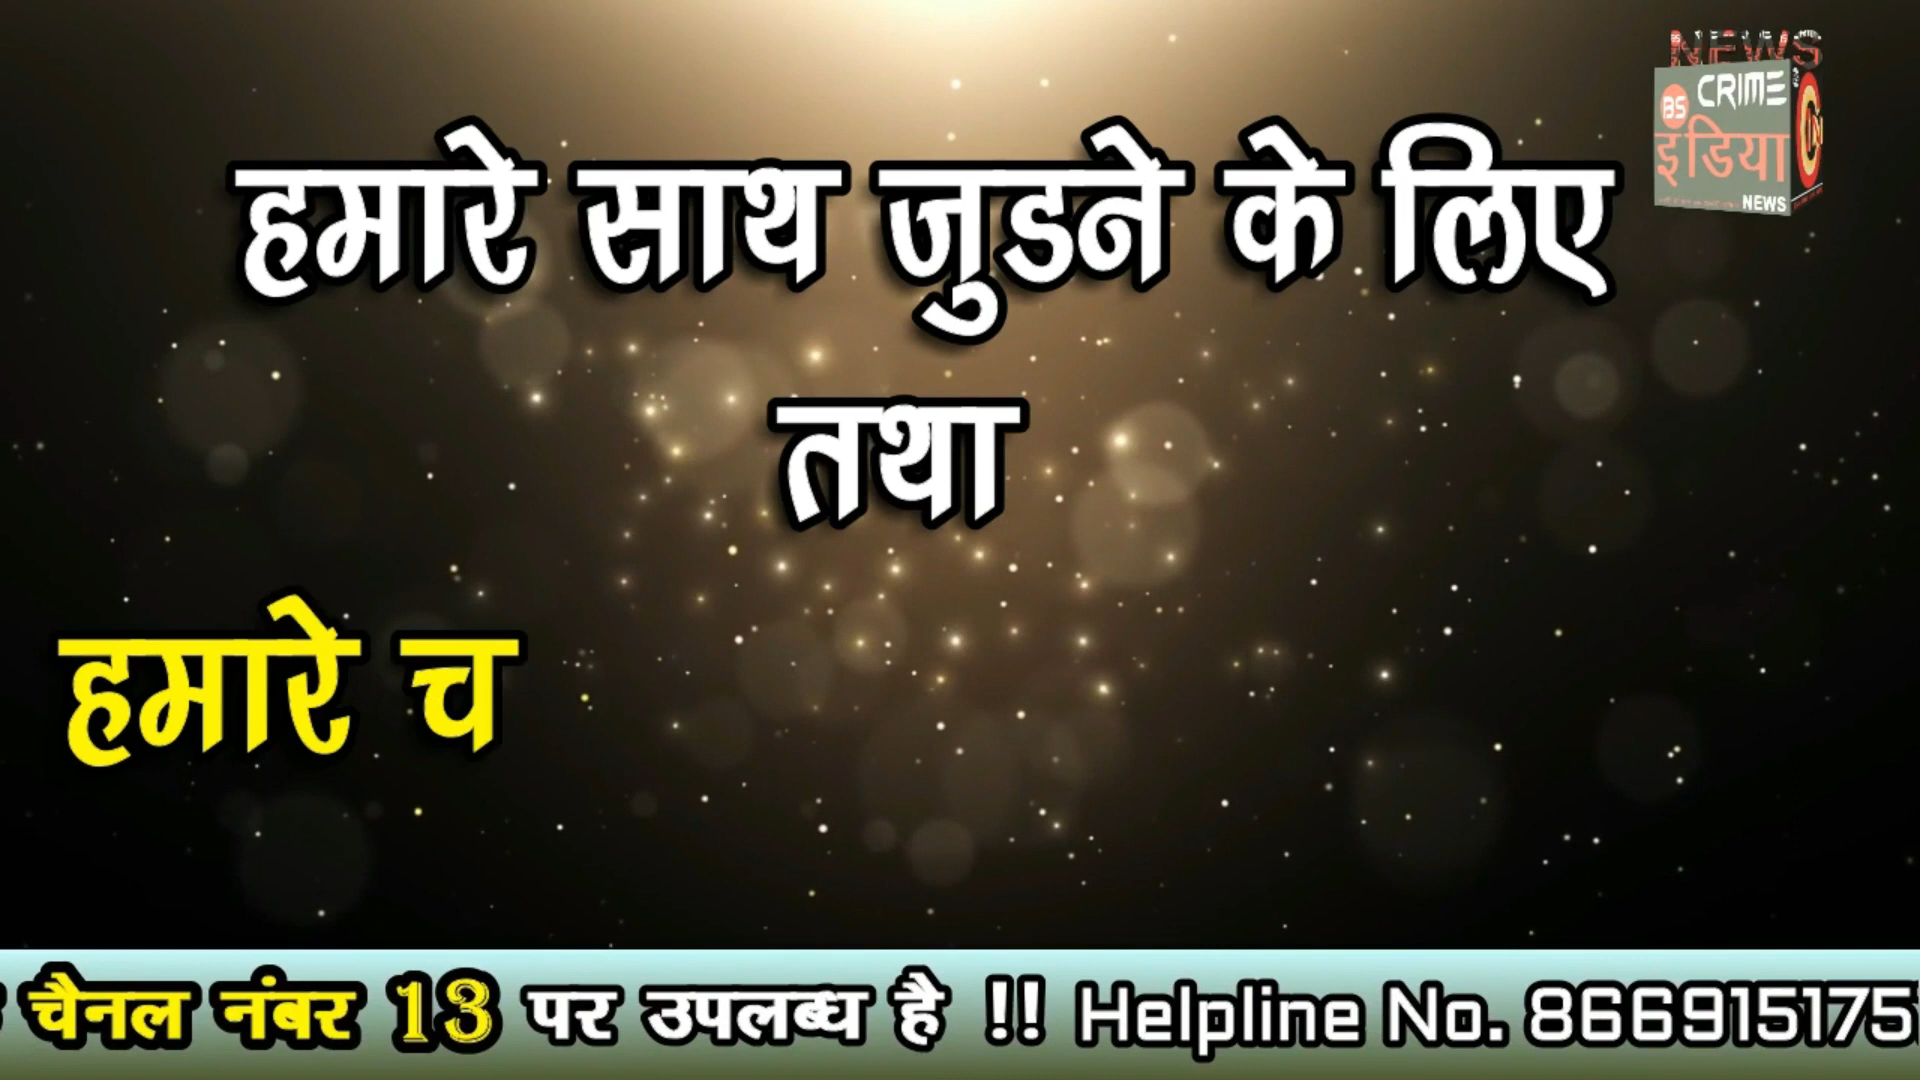 NEWS
BS CRIME
इंडिया
NEWS
हमारे साथ जुडने के लिए
तथा
हमारे च
चैनल नंबर 13 पर उपलब्ध है !! Helpline No. 866915175